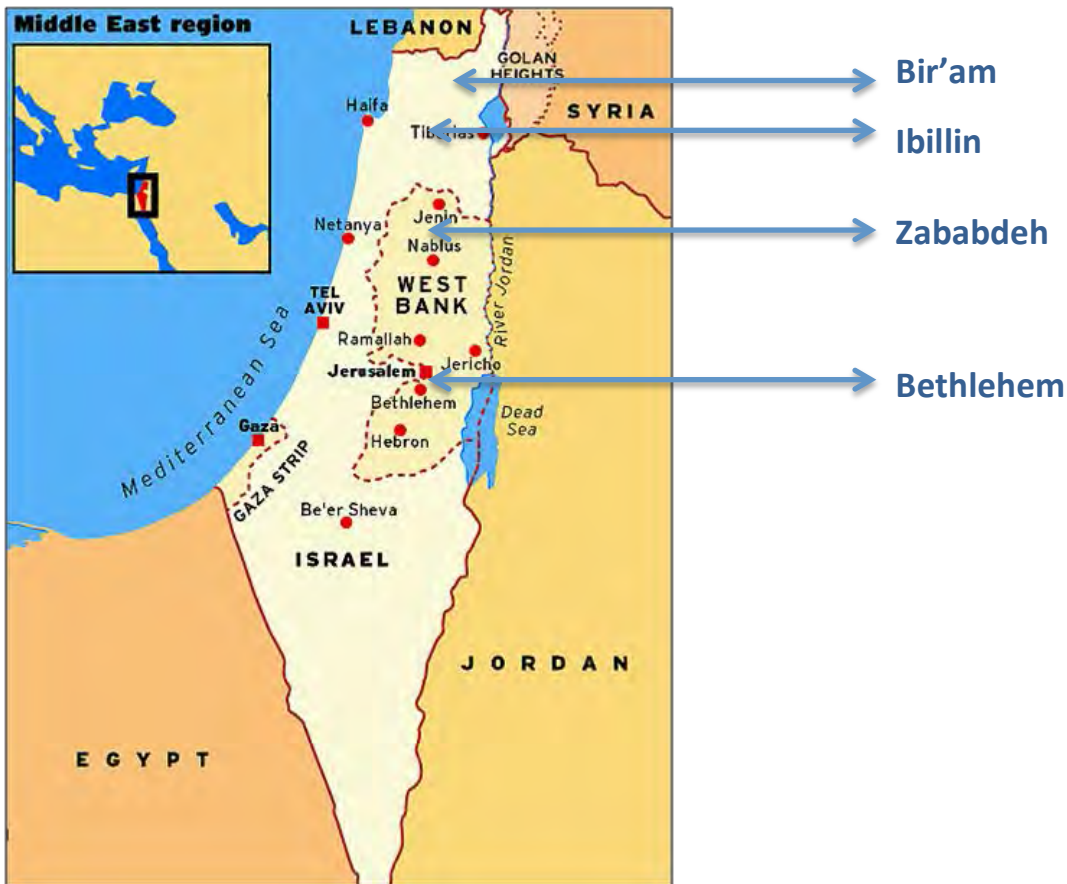 Middle East region
LEBANON
GOLAN
HEIGHTS
Bir’am
SYRIA
Haifa
Tiberias
Ibillin
Jenin
Netanya
Nablus
Zababdeh
WEST
BANK
River Jordan
TEL
AVIV
Mediterranean Sea
Ramallah
Jericho
Jerusalem
Bethlehem
Bethlehem
Dead
Sea
Gaza
Hebron
GAZA STRIP
Be'er Sheva
ISRAEL
JORDAN
EGYPT